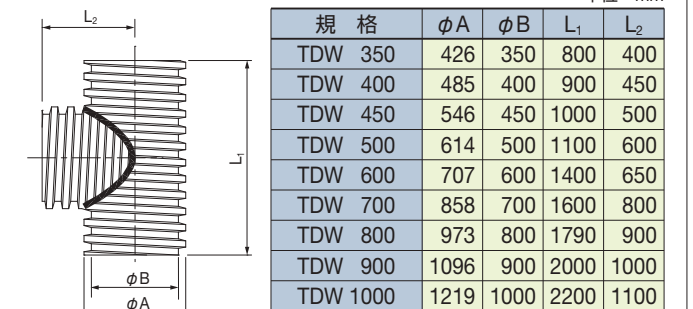 L₂
L₁
φB
φA
規 格 φA φB L₁ L₂
TDW 350 426 350 800 400
TDW 400 485 400 900 450
TDW 450 546 450 1000 500
TDW 500 614 500 1100 600
TDW 600 707 600 1400 650
TDW 700 858 700 1600 800
TDW 800 973 800 1790 900
TDW 900 1096 900 2000 1000
TDW 1000 1219 1000 2200 1100